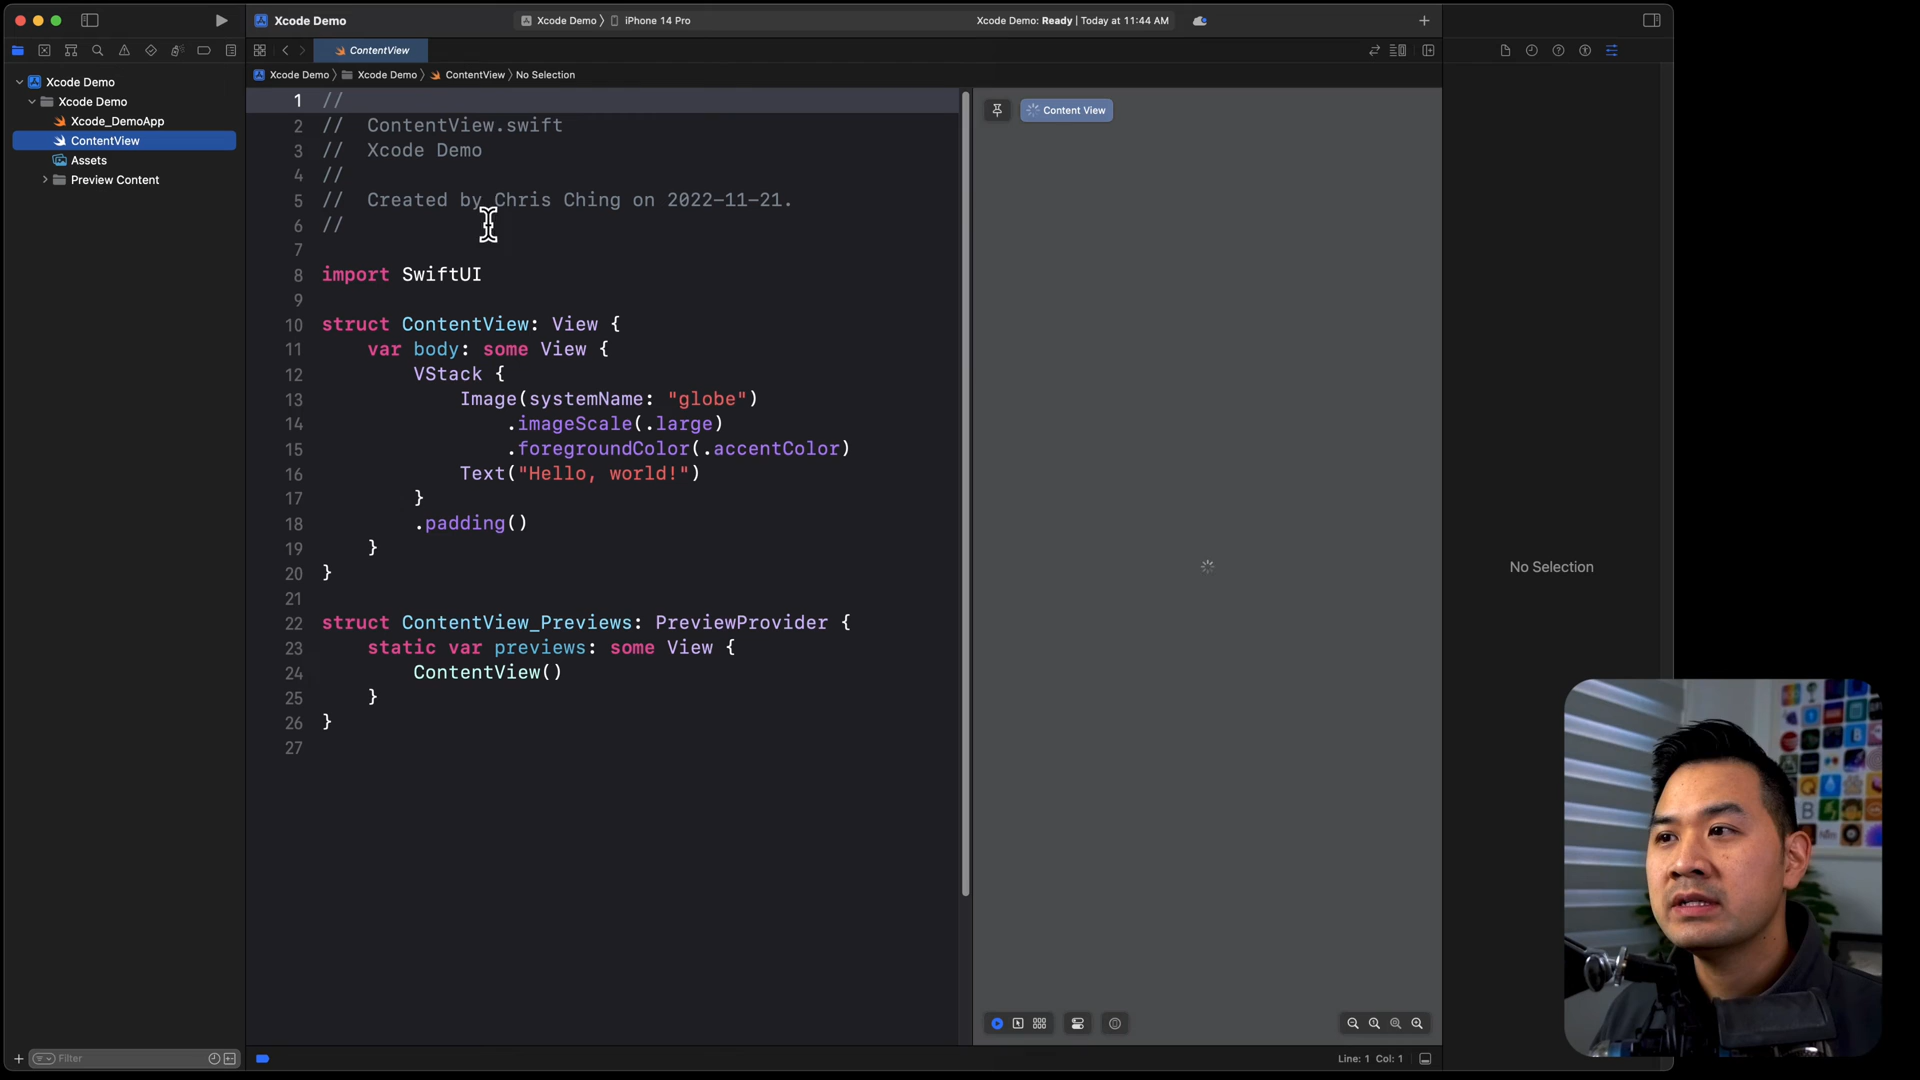 Xcode Demo
Xcode Demo
iPhone 14 Pro
Xcode Demo: Ready | Today at 11:44 AM
ContentView
Xcode Demo
Xcode Demo
ContentView
No Selection
Xcode Demo
Xcode Demo
Xcode_DemoApp
ContentView
Assets
Preview Content
1 //
2 // ContentView.swift
3 // Xcode Demo
4 //
5 // Created by Chris Ching on 2022-11-21.
6 //
7
8 import SwiftUI
9
10 struct ContentView: View {
11 var body: some View {
12 VStack {
13 Image(systemName: "globe")
14 .imageScale(.large)
15 .foregroundColor(.accentColor)
16 Text("Hello, world!")
17 }
18 .padding()
19 }
20 }
21
22 struct ContentView_Previews: PreviewProvider {
23 static var previews: some View {
24 ContentView()
25 }
26 }
27
Content View
No Selection
Filter
Line: 1 Col: 1